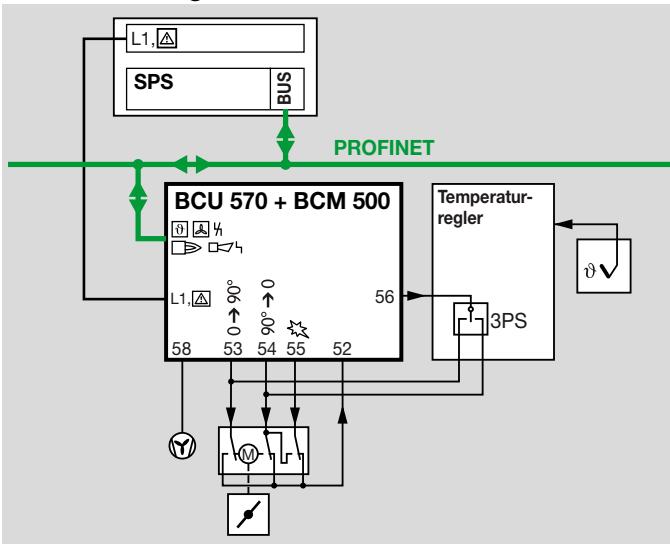 L1,
SPS
BUS
PROFINET
BCU 570 + BCM 500
Temperatur-
regler
ϑ
ϑ
L1,
0 → 90°
90° → 0
56
3PS
58 53 54 55 52
M